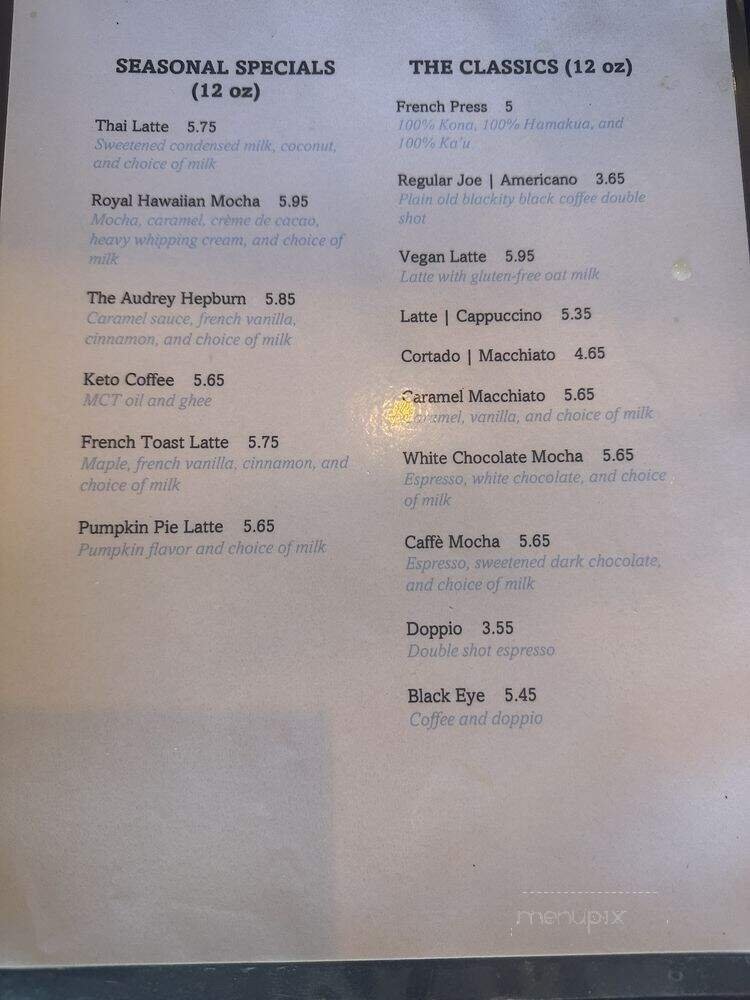 SEASONAL SPECIALS
(12 oz)
Thai Latte 5.75
Sweetened condensed milk, coconut,
and choice of milk
Royal Hawaiian Mocha 5.95
Mocha, caramel, crème de cacao,
heavy whipping cream, and choice of
milk
The Audrey Hepburn 5.85
Caramel sauce, french vanilla,
cinnamon, and choice of milk
Keto Coffee 5.65
MCT oil and ghee
French Toast Latte 5.75
Maple, french vanilla, cinnamon, and
choice of milk
Pumpkin Pie Latte 5.65
Pumpkin flavor and choice of milk
THE CLASSICS (12 oz)
French Press 5
100% Kona, 100% Hamakua, and
100% Ka'u
Regular Joe | Americano 3.65
Plain old blackity black coffee double
shot
Vegan Latte 5.95
Latte with gluten-free oat milk
Latte | Cappuccino 5.35
Cortado | Macchiato 4.65
Caramel Macchiato 5.65
Caramel, vanilla, and choice of milk
White Chocolate Mocha 5.65
Espresso, white chocolate, and choice
of milk
Caffè Mocha 5.65
Espresso, sweetened dark chocolate,
and choice of milk
Doppio 3.55
Double shot espresso
Black Eye 5.45
Coffee and doppio
menupix